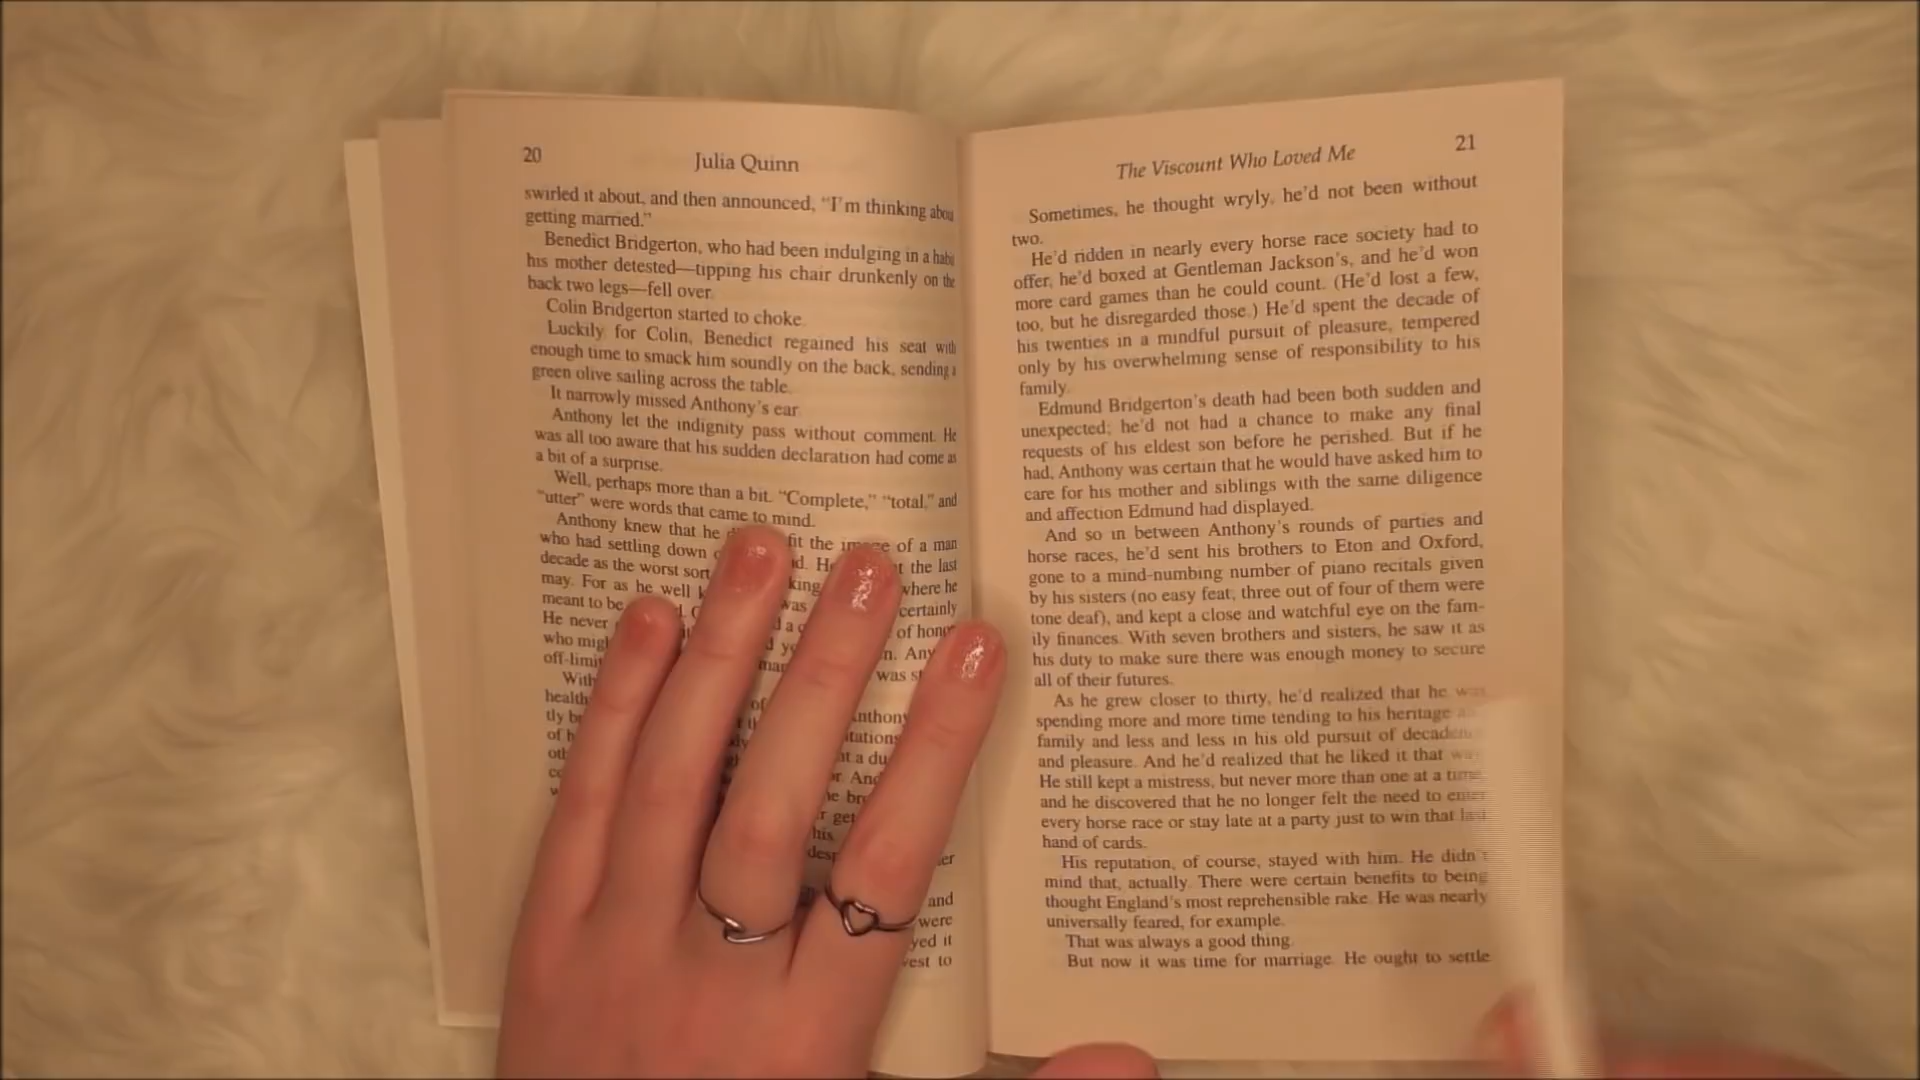 20
Julia Quinn
swirled it about, and then announced, “I’m thinking about
getting married.”
Benedict Bridgerton, who had been indulging in a habit
his mother detested—tipping his chair drunkenly on the
back two legs—fell over.
Colin Bridgerton started to choke.
Luckily for Colin, Benedict regained his seat with
enough time to smack him soundly on the back, sending a
green olive sailing across the table.
It narrowly missed Anthony’s ear.
Anthony let the indignity pass without comment. He
was all too aware that his sudden declaration had come as
a bit of a surprise.
Well, perhaps more than a bit. “Complete,” “total,” and
“utter” were words that came to mind.
Anthony knew that he fit the image of a man
who had settling down the last
decade as the worst sort where he
may. For as he well was certainly
meant to be of honor
He never Any
who
off-limit
With
Anthony
of
and
were
it
to
21
The Viscount Who Loved Me
Sometimes, he thought wryly, he’d not been without
two.
He’d ridden in nearly every horse race society had to
offer, he’d boxed at Gentleman Jackson’s, and he’d won
more card games than he could count. (He’d lost a few,
too, but he disregarded those.) He’d spent the decade of
his twenties in a mindful pursuit of pleasure, tempered
only by his overwhelming sense of responsibility to his
family.
Edmund Bridgerton’s death had been both sudden and
unexpected; he’d not had a chance to make any final
requests of his eldest son before he perished. But if he
had, Anthony was certain that he would have asked him to
care for his mother and siblings with the same diligence
and affection Edmund had displayed.
And so in between Anthony’s rounds of parties and
horse races, he’d sent his brothers to Eton and Oxford,
gone to a mind-numbing number of piano recitals given
by his sisters (no easy feat; three out of four of them were
tone deaf), and kept a close and watchful eye on the fam-
ily finances. With seven brothers and sisters, he saw it as
his duty to make sure there was enough money to secure
all of their futures.
As he grew closer to thirty, he’d realized that he was
spending more and more time tending to his heritage and
family and less and less in his old pursuit of decadence
and pleasure. And he’d realized that he liked it that way.
He still kept a mistress, but never more than one at a time,
and he discovered that he no longer felt the need to enter
every horse race or stay late at a party just to win that last
hand of cards.
His reputation, of course, stayed with him. He didn’t
mind that, actually. There were certain benefits to being
thought England’s most reprehensible rake. He was nearly
universally feared, for example.
That was always a good thing.
But now it was time for marriage. He ought to settle